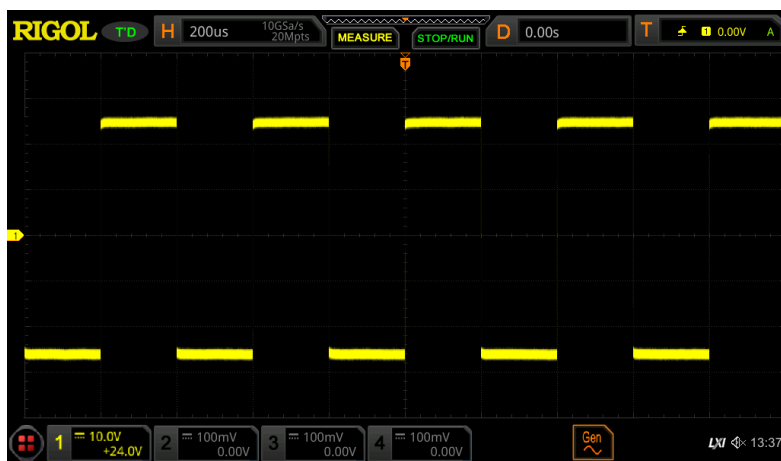 RIGOL T'D H 200us 10GSa/s 20Mpts MEASURE STOP/RUN D 0.00s T 1 0.00V A
T
1
1 10.0V +24.0V 2 100mV 0.00V 3 100mV 0.00V 4 100mV 0.00V Gen LXI 13:37